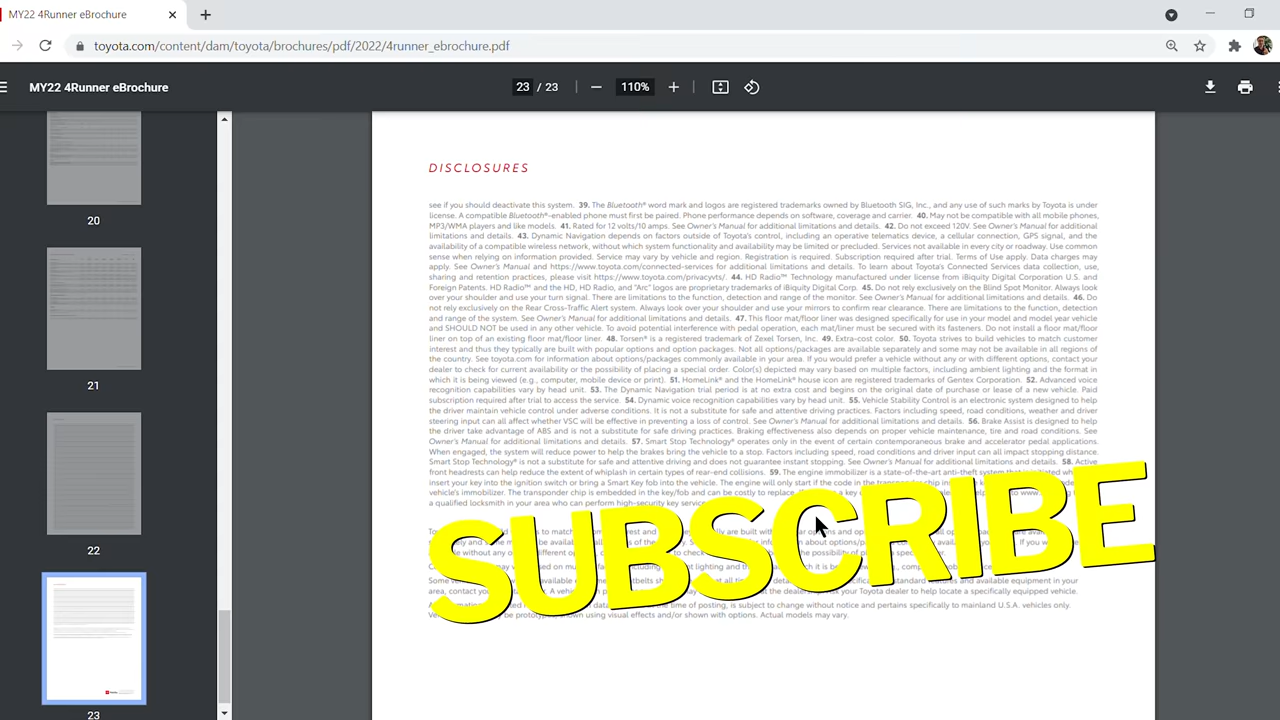 MY22 4Runner eBrochure
toyota.com/content/dam/toyota/brochures/pdf/2022/4runner_ebrochure.pdf
MY22 4Runner eBrochure
23 / 23
110%
20
21
22
23
DISCLOSURES
see if you should deactivate this system. 39. The Bluetooth® word mark and logos are registered trademarks owned by Bluetooth SIG, Inc., and any use of such marks by Toyota is under
license. A compatible Bluetooth®-enabled phone must first be paired. Phone performance depends on software, coverage and carrier. 40. May not be compatible with all mobile phones,
MP3/WMA players and like models. 41. Rated for 12 volts/10 amps. See Owner's Manual for additional limitations and details. 42. Do not exceed 120V. See Owner's Manual for additional
limitations and details. 43. Dynamic Navigation depends on factors outside of Toyota's control, including an operative telematics device, a cellular connection, GPS signal, and the
availability of a compatible wireless network, without which system functionality and availability may be limited or precluded. Services not available in every city or roadway. Use common
sense when relying on information provided. Service may vary by vehicle and region. Registration is required. Subscription required after trial. Terms of Use apply. Data charges may
apply. See Owner's Manual and https://www.toyota.com/connected-services for additional limitations and details. To learn about Toyota's Connected Services data collection, use,
sharing and retention practices, please visit https://www.toyota.com/privacyvts/. 44. HD Radio™ Technology manufactured under license from iBiquity Digital Corporation U.S. and
Foreign Patents. HD Radio™ and the HD, HD Radio, and "Arc" logos are proprietary trademarks of iBiquity Digital Corp. 45. Do not rely exclusively on the Blind Spot Monitor. Always look
over your shoulder and use your turn signal. There are limitations to the function, detection and range of the monitor. See Owner's Manual for additional limitations and details. 46. Do
not rely exclusively on the Rear Cross-Traffic Alert system. Always look over your shoulder and use your mirrors to confirm rear clearance. There are limitations to the function, detection
and range of the system. See Owner's Manual for additional limitations and details. 47. This floor mat/floor liner was designed specifically for use in your model and model year vehicle
and SHOULD NOT be used in any other vehicle. To avoid potential interference with pedal operation, each mat/liner must be secured with its fasteners. Do not install a floor mat/floor
liner on top of an existing floor mat/floor liner. 48. Torsen® is a registered trademark of Zexel Torsen, Inc. 49. Extra-cost color. 50. Toyota strives to build vehicles to match customer
interest and thus they typically are built with popular options and option packages. Not all options/packages are available separately and some may not be available in all regions of
the country. See toyota.com for information about options/packages commonly available in your area. If you would prefer a vehicle without any or with different options, contact your
dealer to check for current availability or the possibility of placing a special order. Color(s) depicted may vary based on multiple factors, including ambient lighting and the format in
which it is being viewed (e.g., computer, mobile device or print). 51. HomeLink® and the HomeLink® house icon are registered trademarks of Gentex Corporation. 52. Advanced voice
recognition capabilities vary by head unit. 53. The Dynamic Navigation trial period is at no extra cost and begins on the original date of purchase or lease of a new vehicle. Paid
subscription required after trial to access the service. 54. Dynamic voice recognition capabilities vary by head unit. 55. Vehicle Stability Control is an electronic system designed to help
the driver maintain vehicle control under adverse conditions. It is not a substitute for safe and attentive driving practices. Factors including speed, road conditions, weather and driver
steering input can all affect whether VSC will be effective in preventing a loss of control. See Owner's Manual for additional limitations and details. 56. Brake Assist is designed to help
the driver take advantage of ABS and is not a substitute for safe driving practices. Braking effectiveness also depends on proper vehicle maintenance, tire and road conditions. See
Owner's Manual for additional limitations and details. 57. Smart Stop Technology® operates only in the event of certain contemporaneous brake and accelerator pedal applications.
When engaged, the system will reduce power to help the brakes bring the vehicle to a stop. Factors including speed, road conditions and driver input can all impact stopping distance.
Smart Stop Technology® is not a substitute for safe and attentive driving and does not guarantee instant stopping. See Owner's Manual for additional limitations and details. 58. Active
front headrests can help reduce the extent of whiplash in certain types of rear-end collisions. 59. The engine immobilizer is a state-of-the-art anti-theft system that is initiated
insert your key into the ignition switch or bring a Smart Key fob into the vehicle. The engine will only start if the code in the transponder chip
vehicle's immobilizer. The transponder chip is embedded in the key/fob and can be costly to replace.
a qualified locksmith in your area who can perform high-security key
SUBSCRIBE
the time of posting, is subject to change without notice and pertains specifically to mainland U.S.A. vehicles only.
shown using visual effects and/or shown with options. Actual models may vary.